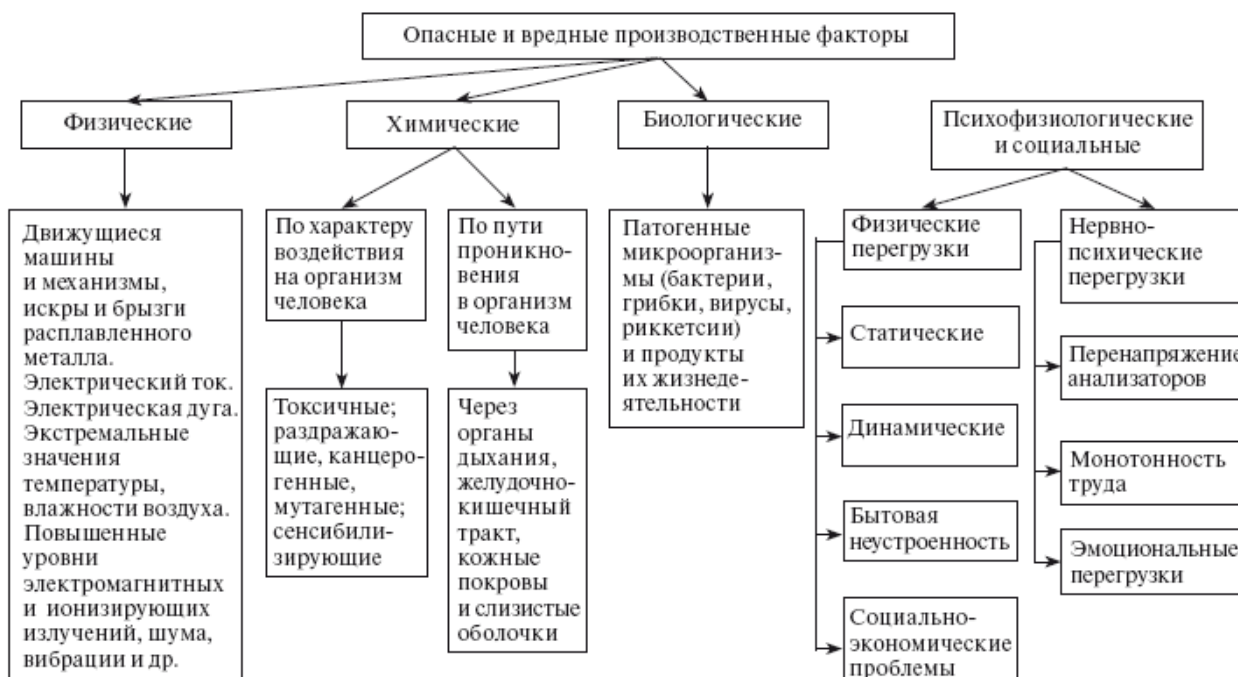 Опасные и вредные производственные факторы
Физические
Химические
Биологические
Психофизиологические
и социальные
Движущиеся
машины
и механизмы,
искры и брызги
расплавленного
металла.
Электрический ток.
Электрическая дуга.
Экстремальные
значения
температуры,
влажности воздуха.
Повышенные
уровни
электромагнитных
и ионизирующих
излучений, шума,
вибрации и др.
По характеру
воздействия
на организм
человека
Токсичные;
раздражаю-
щие, канцеро-
генные,
мутагенные;
сенсибили-
зирующие
По пути
проникно-
вения
в организм
человека
Через
органы
дыхания,
желудочно-
кишечный
тракт,
кожные
покровы
и слизистые
оболочки
Патогенные
микроорганиз-
мы (бактерии,
грибки, вирусы,
риккетсии)
и продукты
их жизнеде-
ятельности
Физические
перегрузки
Статические
Динамические
Бытовая
неустроенность
Социально-
экономические
проблемы
Нервно-
психические
перегрузки
Перенапряжение
анализаторов
Монотонность
труда
Эмоциональные
перегрузки